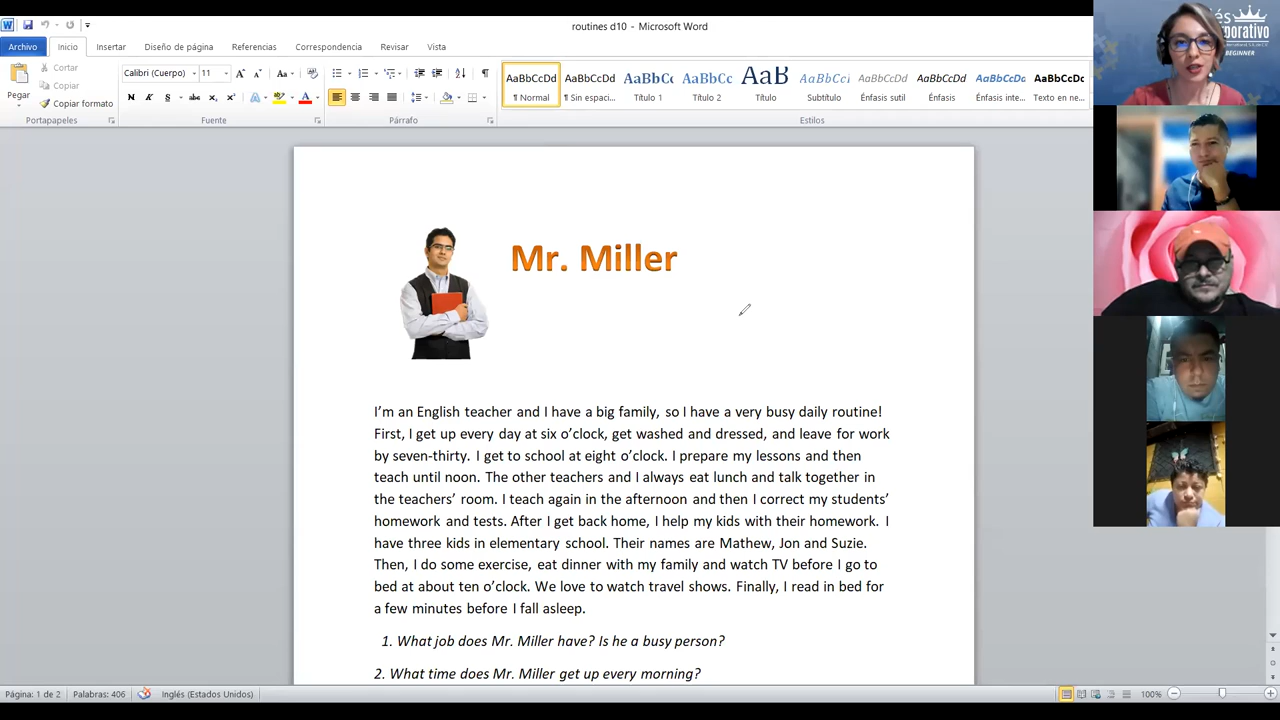 routines d10 - Microsoft Word
Archivo Inicio Insertar Diseño de página Referencias Correspondencia Revisar Vista
Cortar
Copiar
Pegar
Copiar formato
Calibri (Cuerpo) 11
Portapapeles Fuente Párrafo Estilos
AaBbCcDd AaBbCcDd AaBbC AaBbCc AaB AaBbCcI AaBbCcDd AaBbCcDd AaBbCcDd AaBbCcDc
¶ Normal ¶ Sin espaci... Título 1 Título 2 Título Subtítulo Énfasis sutil Énfasis Énfasis inte... Texto en ne...
BEGINNER
Mr. Miller
I'm an English teacher and I have a big family, so I have a very busy daily routine!
First, I get up every day at six o'clock, get washed and dressed, and leave for work
by seven-thirty. I get to school at eight o'clock. I prepare my lessons and then
teach until noon. The other teachers and I always eat lunch and talk together in
the teachers' room. I teach again in the afternoon and then I correct my students'
homework and tests. After I get back home, I help my kids with their homework. I
have three kids in elementary school. Their names are Mathew, Jon and Suzie.
Then, I do some exercise, eat dinner with my family and watch TV before I go to
bed at about ten o'clock. We love to watch travel shows. Finally, I read in bed for
a few minutes before I fall asleep.
1. What job does Mr. Miller have? Is he a busy person?
2. What time does Mr. Miller get up every morning?
Página: 1 de 2 Palabras: 406 Inglés (Estados Unidos) 100%